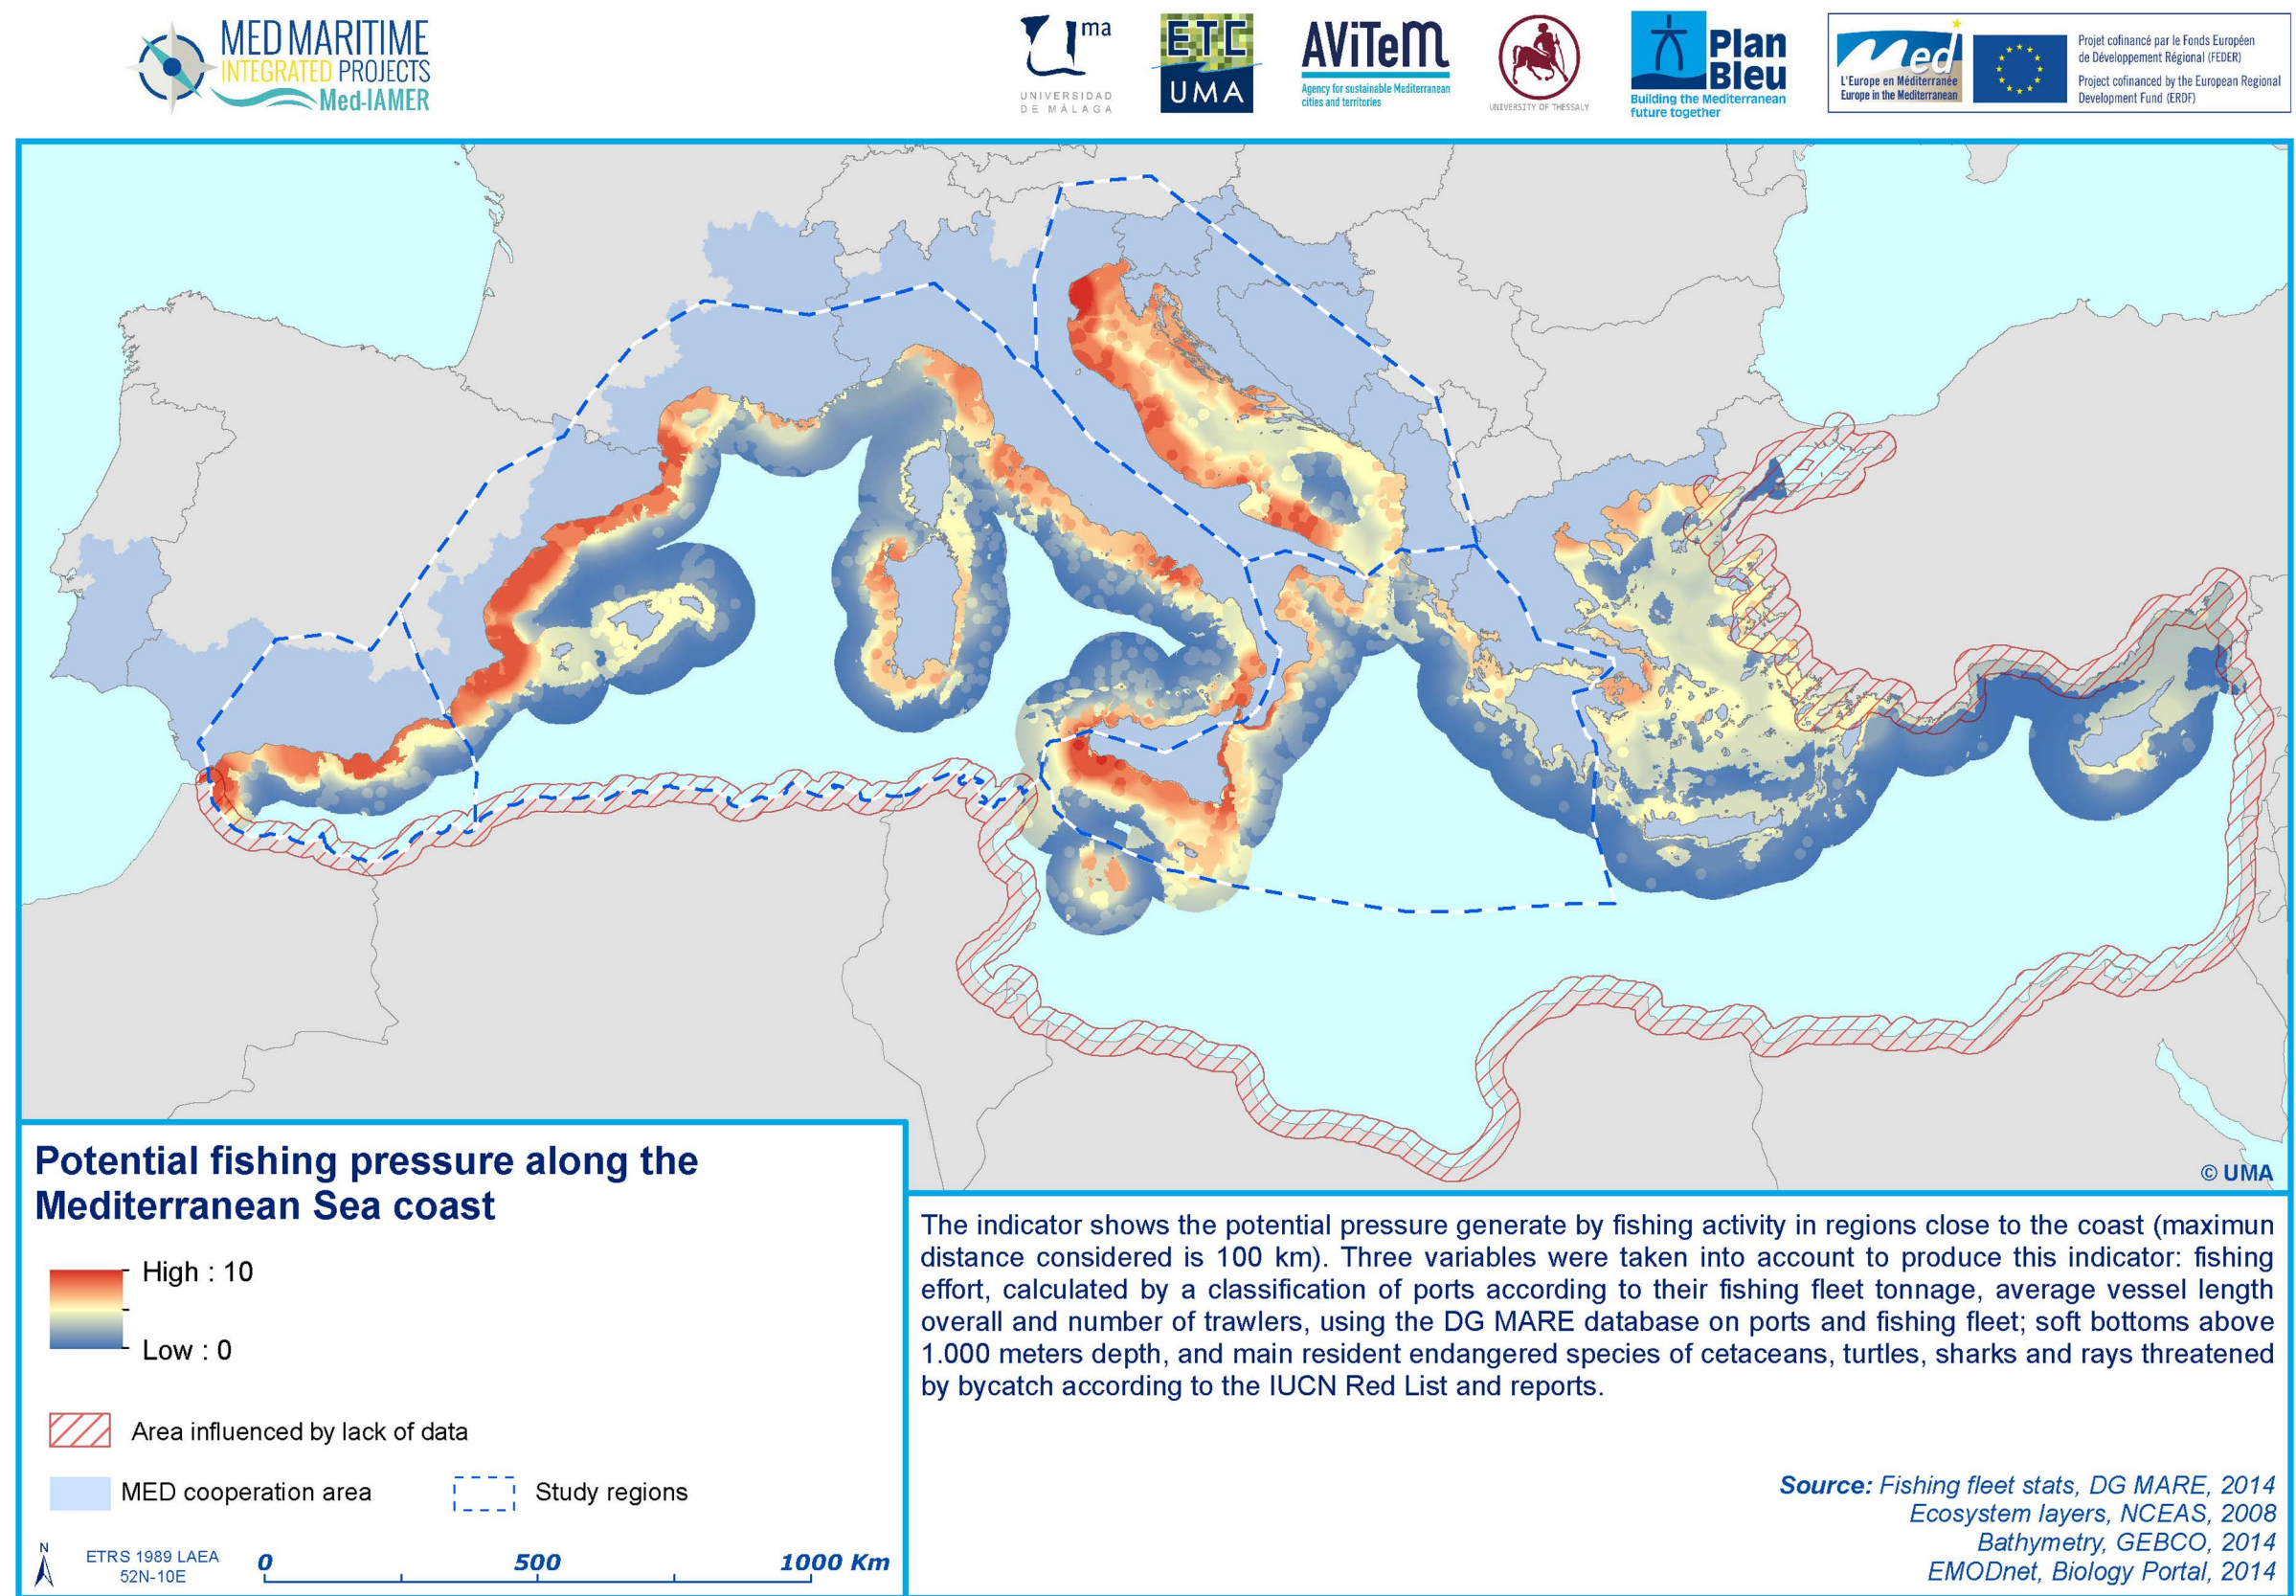 MED MARITIME
INTEGRATED PROJECTS
Med-IAMER
ma
UNIVERSIDAD
DE MÁLAGA
ETC
UMA
AViTeM
Agency for sustainable Mediterranean
cities and territories
UNIVERSITY OF THESSALY
Plan
Bleu
Building the Mediterranean
future together
Med
L'Europe en Méditerranée
Europe in the Mediterranean
Projet cofinancé par le Fonds Européen
de Développement Régional (FEDER)
Project cofinanced by the European Regional
Development Fund (ERDF)
© UMA
Potential fishing pressure along the
Mediterranean Sea coast
High : 10
Low : 0
Area influenced by lack of data
MED cooperation area
Study regions
N
ETRS 1989 LAEA
52N-10E
0 500 1000 Km
The indicator shows the potential pressure generate by fishing activity in regions close to the coast (maximun
distance considered is 100 km). Three variables were taken into account to produce this indicator: fishing
effort, calculated by a classification of ports according to their fishing fleet tonnage, average vessel length
overall and number of trawlers, using the DG MARE database on ports and fishing fleet; soft bottoms above
1.000 meters depth, and main resident endangered species of cetaceans, turtles, sharks and rays threatened
by bycatch according to the IUCN Red List and reports.
Source: Fishing fleet stats, DG MARE, 2014
Ecosystem layers, NCEAS, 2008
Bathymetry, GEBCO, 2014
EMODnet, Biology Portal, 2014